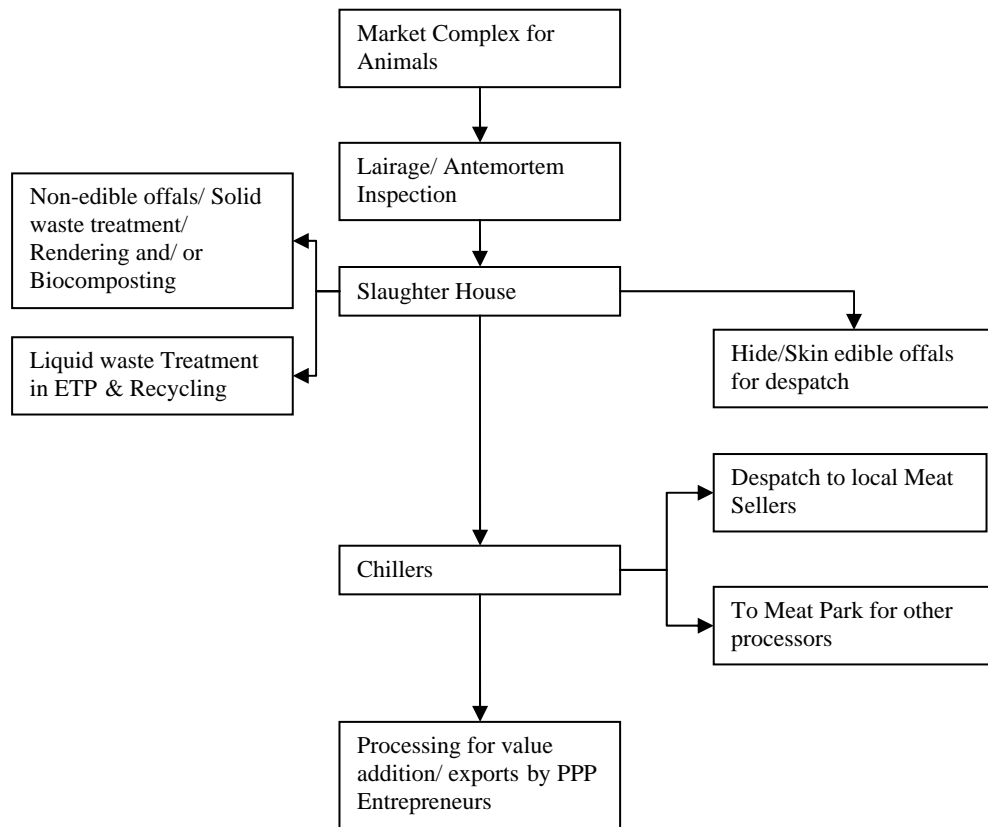 Market Complex for
Animals
Lairage/ Antemortem
Inspection
Non-edible offals/ Solid
waste treatment/
Rendering and/ or
Biocomposting
Slaughter House
Liquid waste Treatment
in ETP & Recycling
Hide/Skin edible offals
for despatch
Despatch to local Meat
Sellers
Chillers
To Meat Park for other
processors
Processing for value
addition/ exports by PPP
Entrepreneurs